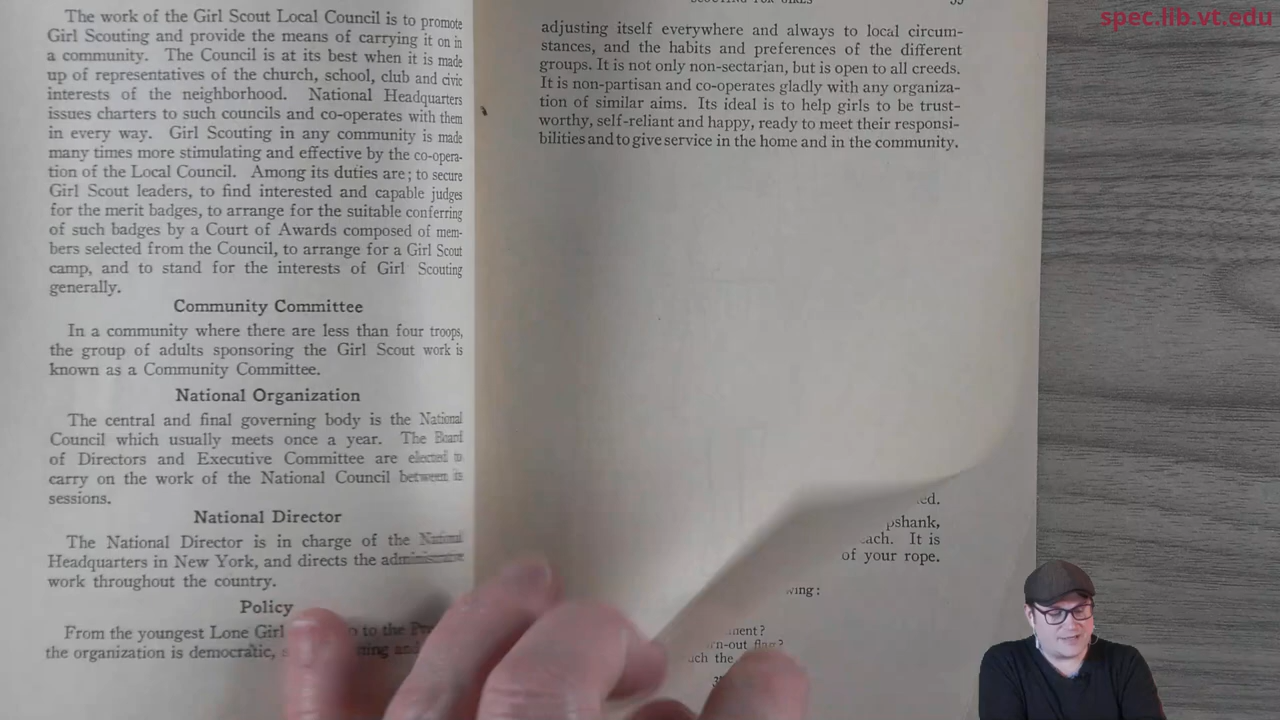 The work of the Girl Scout Local Council is to promote
Girl Scouting and provide the means of carrying it on in
a community. The Council is at its best when it is made
up of representatives of the church, school, club and civic
interests of the neighborhood. National Headquarters
issues charters to such councils and co-operates with them
in every way. Girl Scouting in any community is made
many times more stimulating and effective by the co-opera-
tion of the Local Council. Among its duties are; to secure
Girl Scout leaders, to find interested and capable judges
for the merit badges, to arrange for the suitable conferring
of such badges by a Court of Awards composed of mem-
bers selected from the Council, to arrange for a Girl Scout
camp, and to stand for the interests of Girl Scouting
generally.
Community Committee
In a community where there are less than four troops,
the group of adults sponsoring the Girl Scout work is
known as a Community Committee.
National Organization
The central and final governing body is the National
Council which usually meets once a year. The Board
of Directors and Executive Committee are elected to
carry on the work of the National Council between its
sessions.
National Director
The National Director is in charge of the National
Headquarters in New York, and directs the administrative
work throughout the country.
Policy
From the youngest Lone Girl to the
the organization is democratic, and
adjusting itself everywhere and always to local circum-
stances, and the habits and preferences of the different
groups. It is not only non-sectarian, but is open to all creeds.
It is non-partisan and co-operates gladly with any organiza-
tion of similar aims. Its ideal is to help girls to be trust-
worthy, self-reliant and happy, ready to meet their responsi-
bilities and to give service in the home and in the community.
pshank,
It is
of your rope.
wing:
ment?
rn-out flag?
the
spec.lib.vt.edu